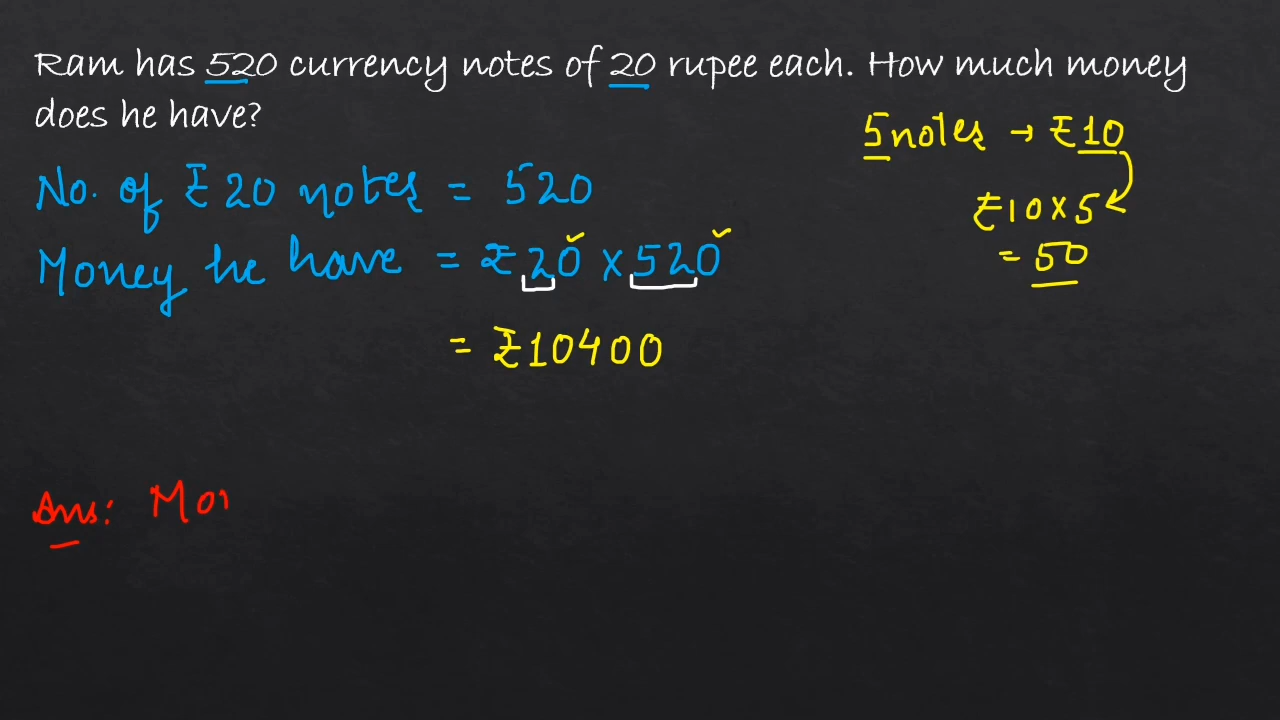 Ram has 520 currency notes of 20 rupee each. How much money
does he have?
5 notes → ₹10
No. of ₹20 notes = 520
₹10 × 5
Money he have = ₹20 × 520
= 50
= ₹10400
Ans: Mon